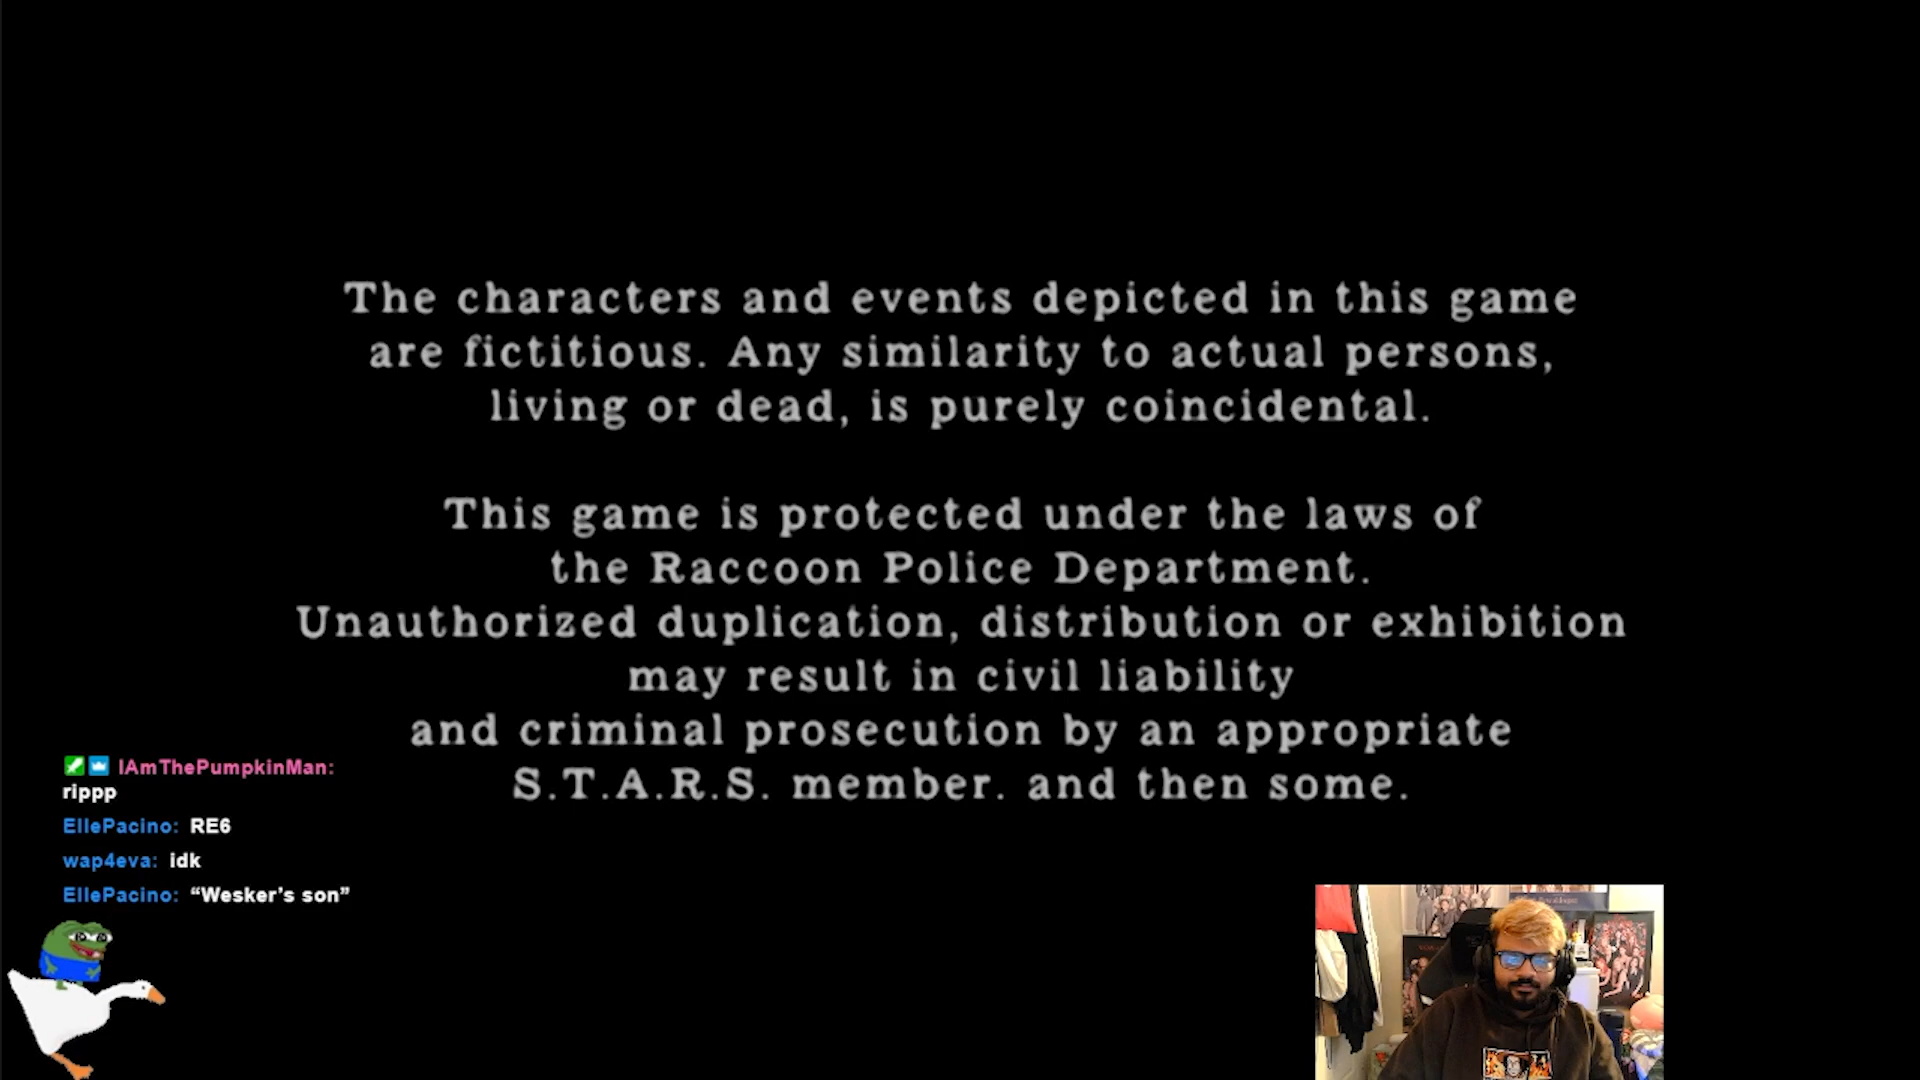 The characters and events depicted in this game
are fictitious. Any similarity to actual persons,
living or dead, is purely coincidental.
This game is protected under the laws of
the Raccoon Police Department.
Unauthorized duplication, distribution or exhibition
may result in civil liability
and criminal prosecution by an appropriate
S.T.A.R.S. member. and then some.
IAmThePumpkinMan:
rippp
EllePacino: RE6
wap4eva: idk
EllePacino: “Wesker’s son”